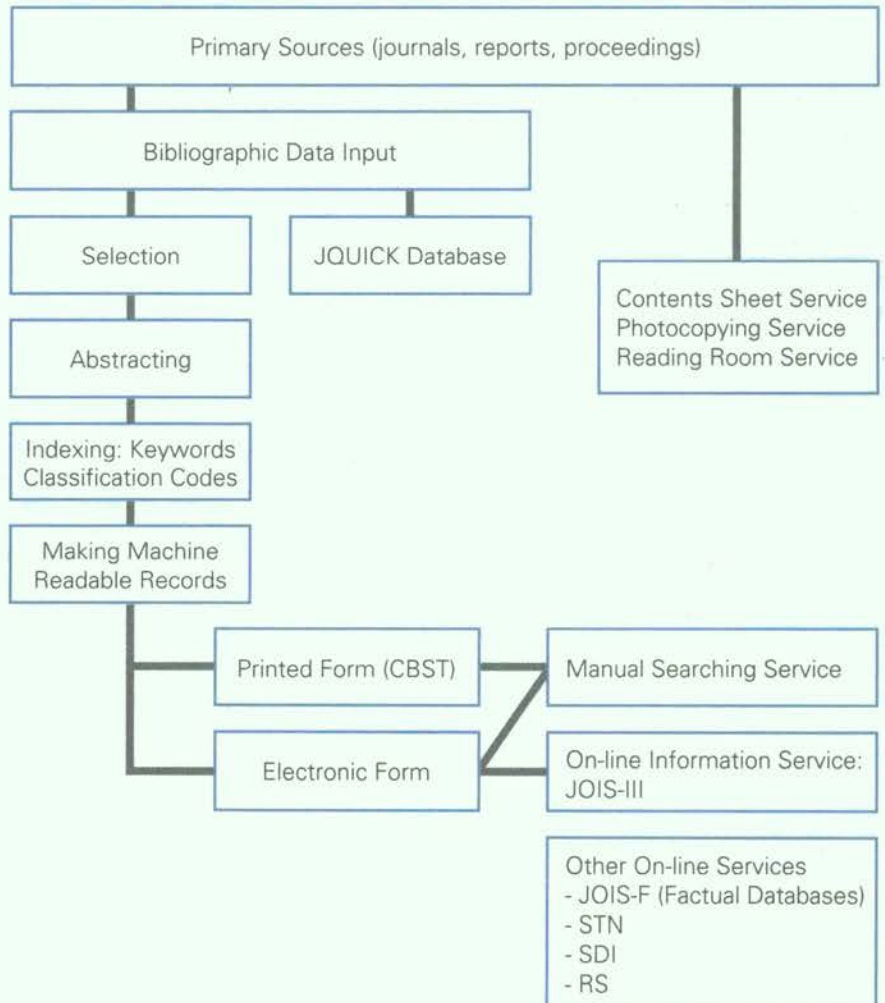 Primary Sources (journals, reports, proceedings)
Bibliographic Data Input
Selection
JQUICK Database
Contents Sheet Service
Photocopying Service
Reading Room Service
Abstracting
Indexing: Keywords
Classification Codes
Making Machine
Readable Records
Printed Form (CBST)
Manual Searching Service
Electronic Form
On-line Information Service:
JOIS-III
Other On-line Services
- JOIS-F (Factual Databases)
- STN
- SDI
- RS